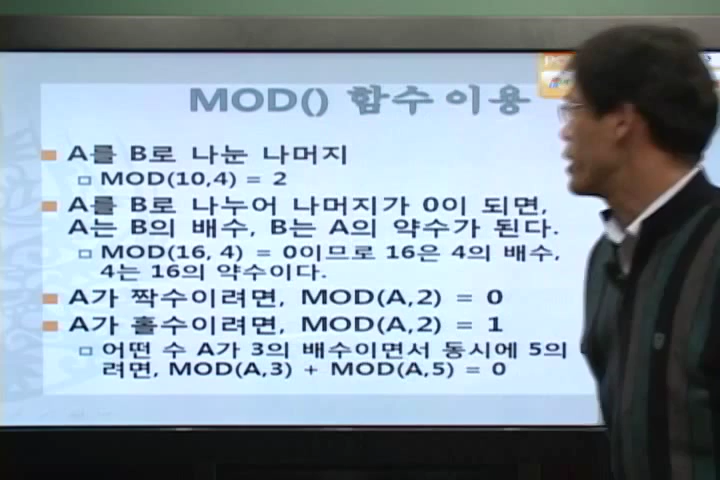 MOD() 함수 이용
A를 B로 나눈 나머지
MOD(10,4) = 2
A를 B로 나누어 나머지가 0이 되면,
A는 B의 배수, B는 A의 약수가 된다.
MOD(16, 4) = 0이므로 16은 4의 배수,
4는 16의 약수이다.
A가 짝수이려면, MOD(A,2) = 0
A가 홀수이려면, MOD(A,2) = 1
어떤 수 A가 3의 배수이면서 동시에 5의
려면, MOD(A,3) + MOD(A,5) = 0